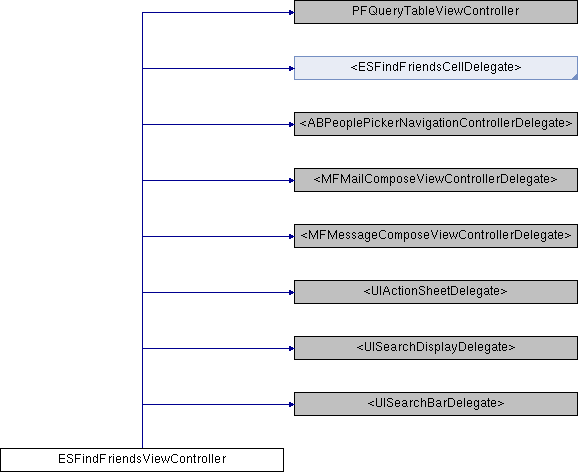 PFQueryTableViewController
<ESFindFriendsCellDelegate>
<ABPeoplePickerNavigationControllerDelegate>
<MFMailComposeViewControllerDelegate>
<MFMessageComposeViewControllerDelegate>
<UIActionSheetDelegate>
<UISearchDisplayDelegate>
<UISearchBarDelegate>
ESFindFriendsViewController